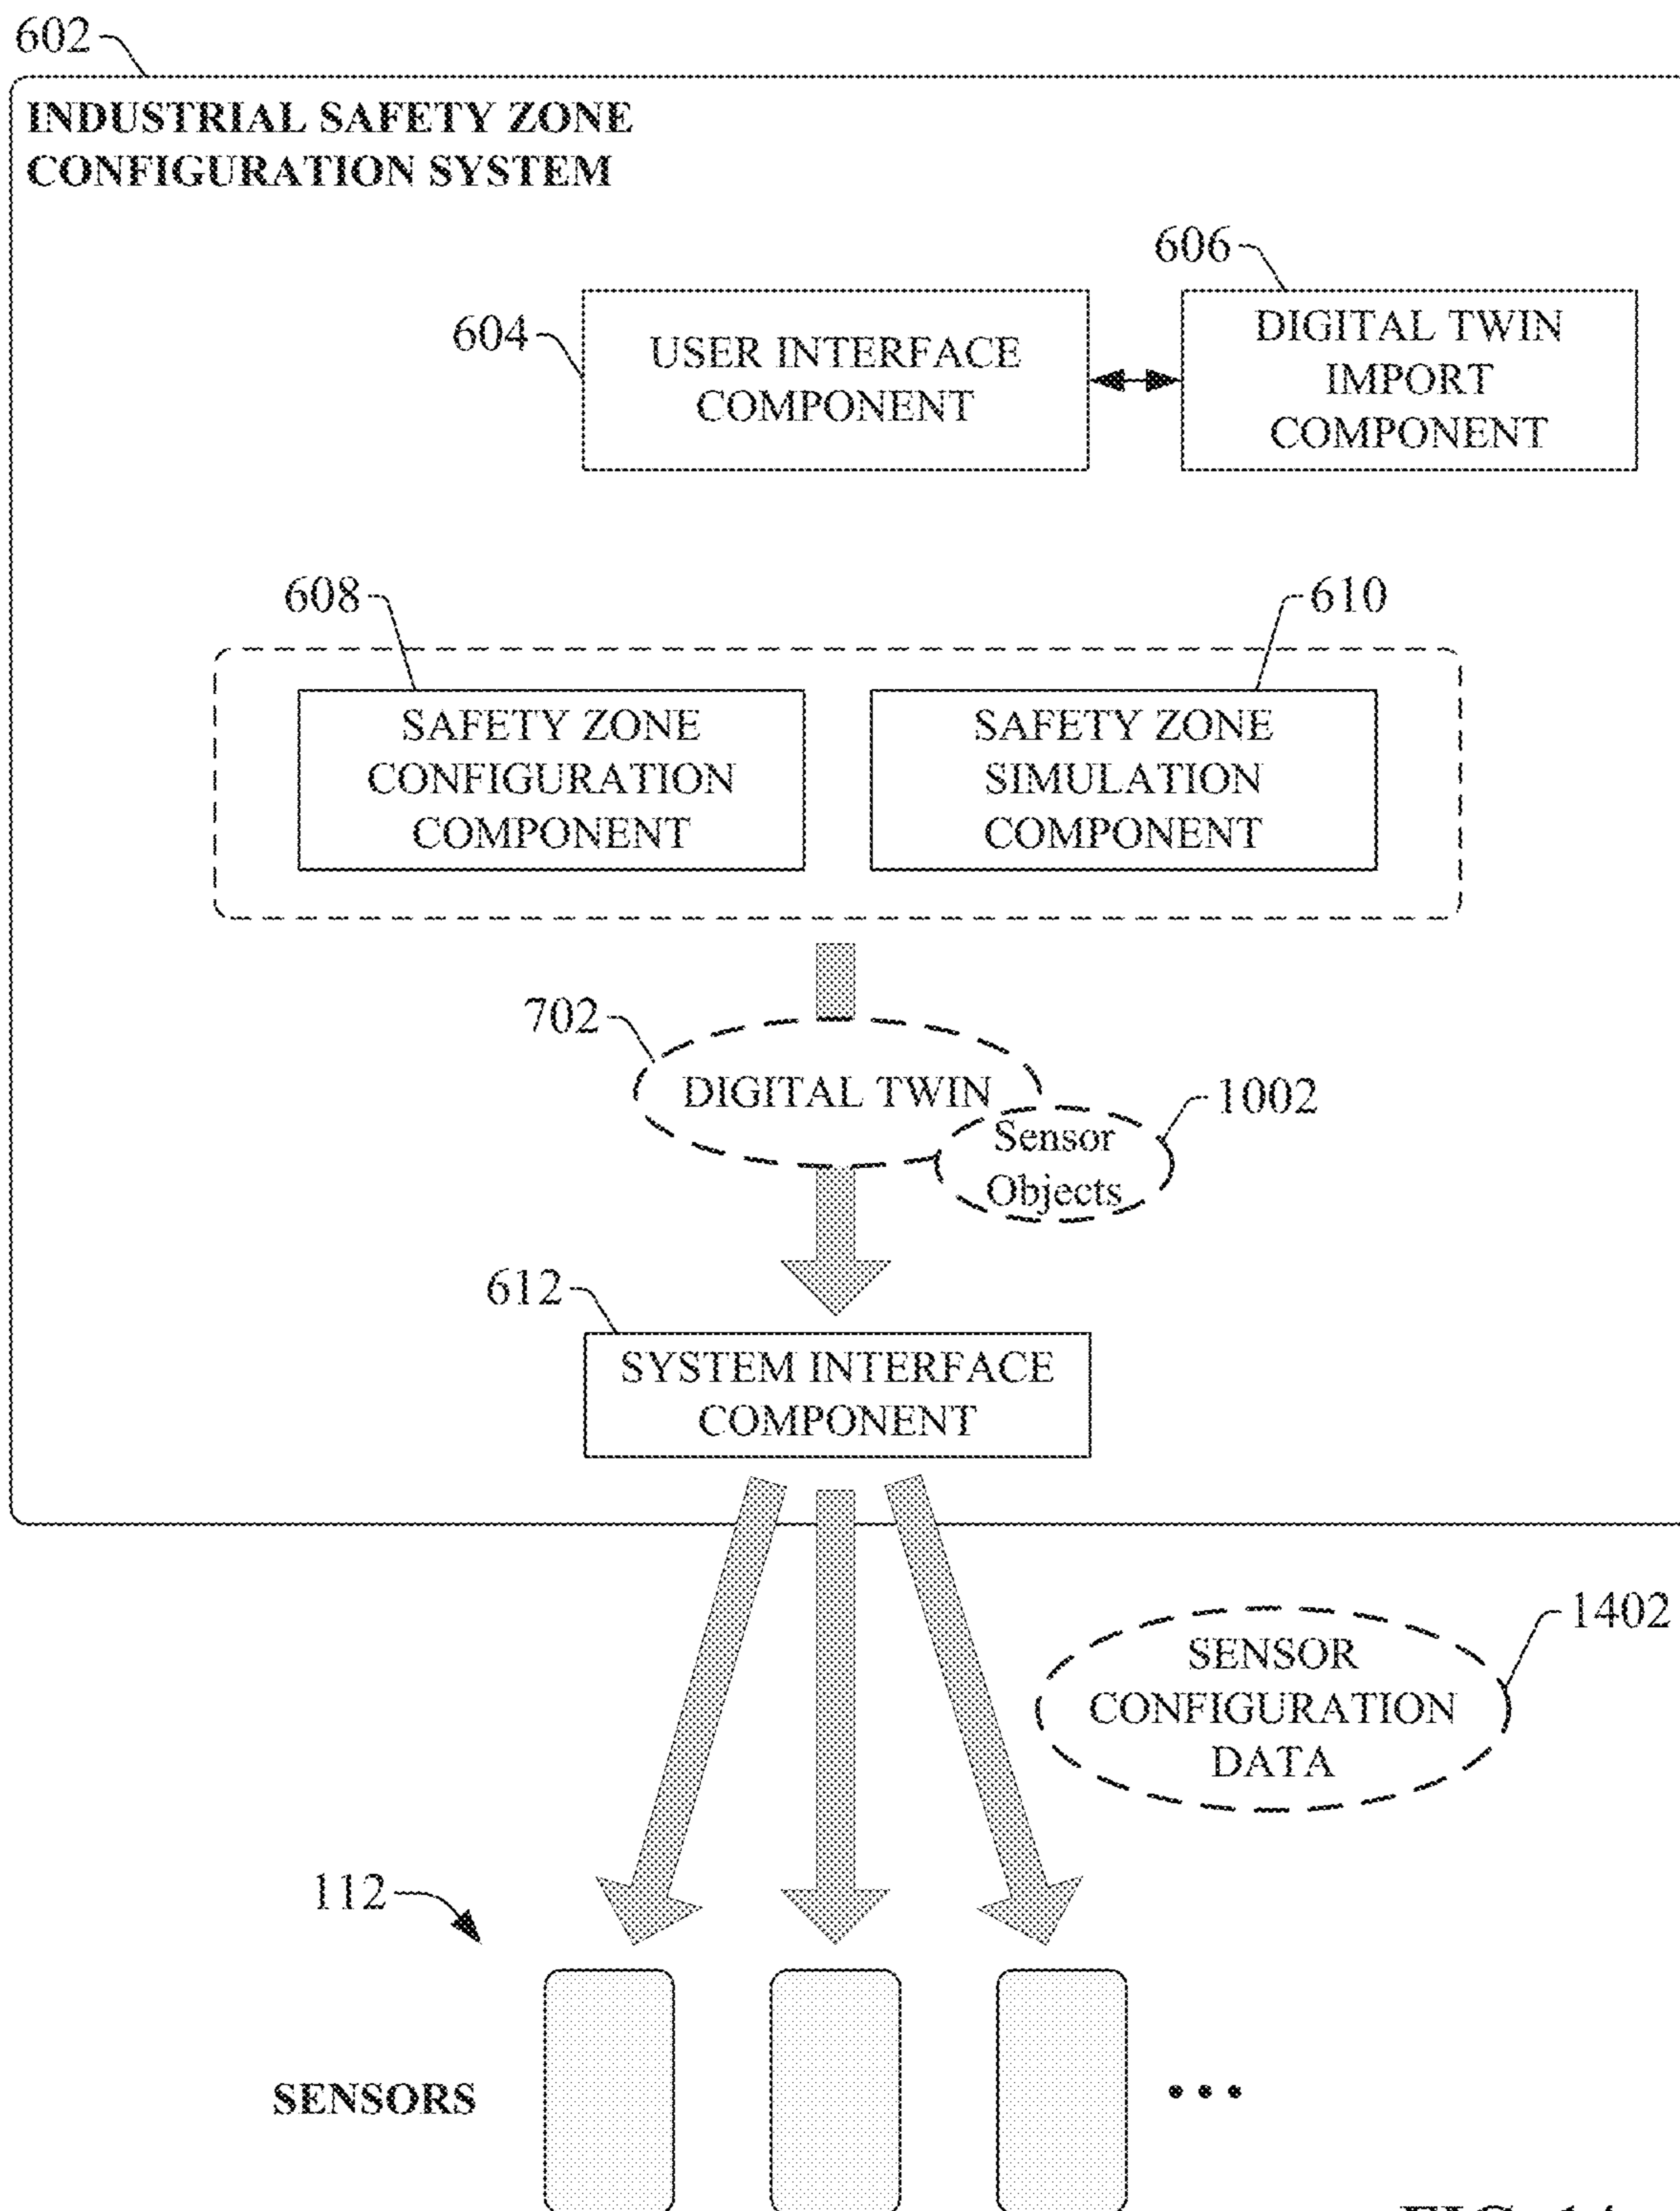 602
INDUSTRIAL SAFETY ZONE
CONFIGURATION SYSTEM
606
604
USER INTERFACE
COMPONENT
DIGITAL TWIN
IMPORT
COMPONENT
608
610
SAFETY ZONE
CONFIGURATION
COMPONENT
SAFETY ZONE
SIMULATION
COMPONENT
702
DIGITAL TWIN
1002
Sensor
Objects
612
SYSTEM INTERFACE
COMPONENT
1402
SENSOR
CONFIGURATION
DATA
112
SENSORS